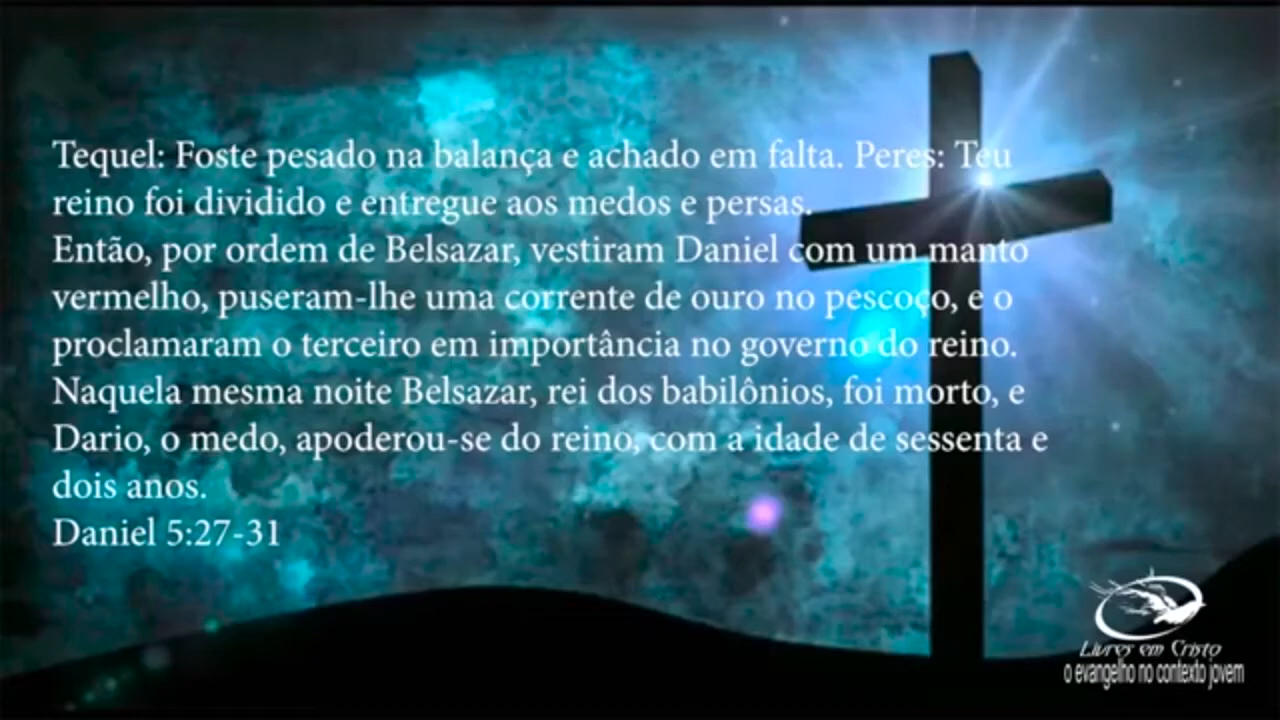 Tequel: Foste pesado na balança e achado em falta. Peres: Teu
reino foi dividido e entregue aos medos e persas.
Então, por ordem de Belsazar, vestiram Daniel com um manto
vermelho, puseram-lhe uma corrente de ouro no pescoço, e o
proclamaram o terceiro em importância no governo do reino.
Naquela mesma noite Belsazar, rei dos babilônios, foi morto, e
Dario, o medo, apoderou-se do reino, com a idade de sessenta e
dois anos.
Daniel 5:27-31
Livres em Cristo
o evangelho no contexto jovem